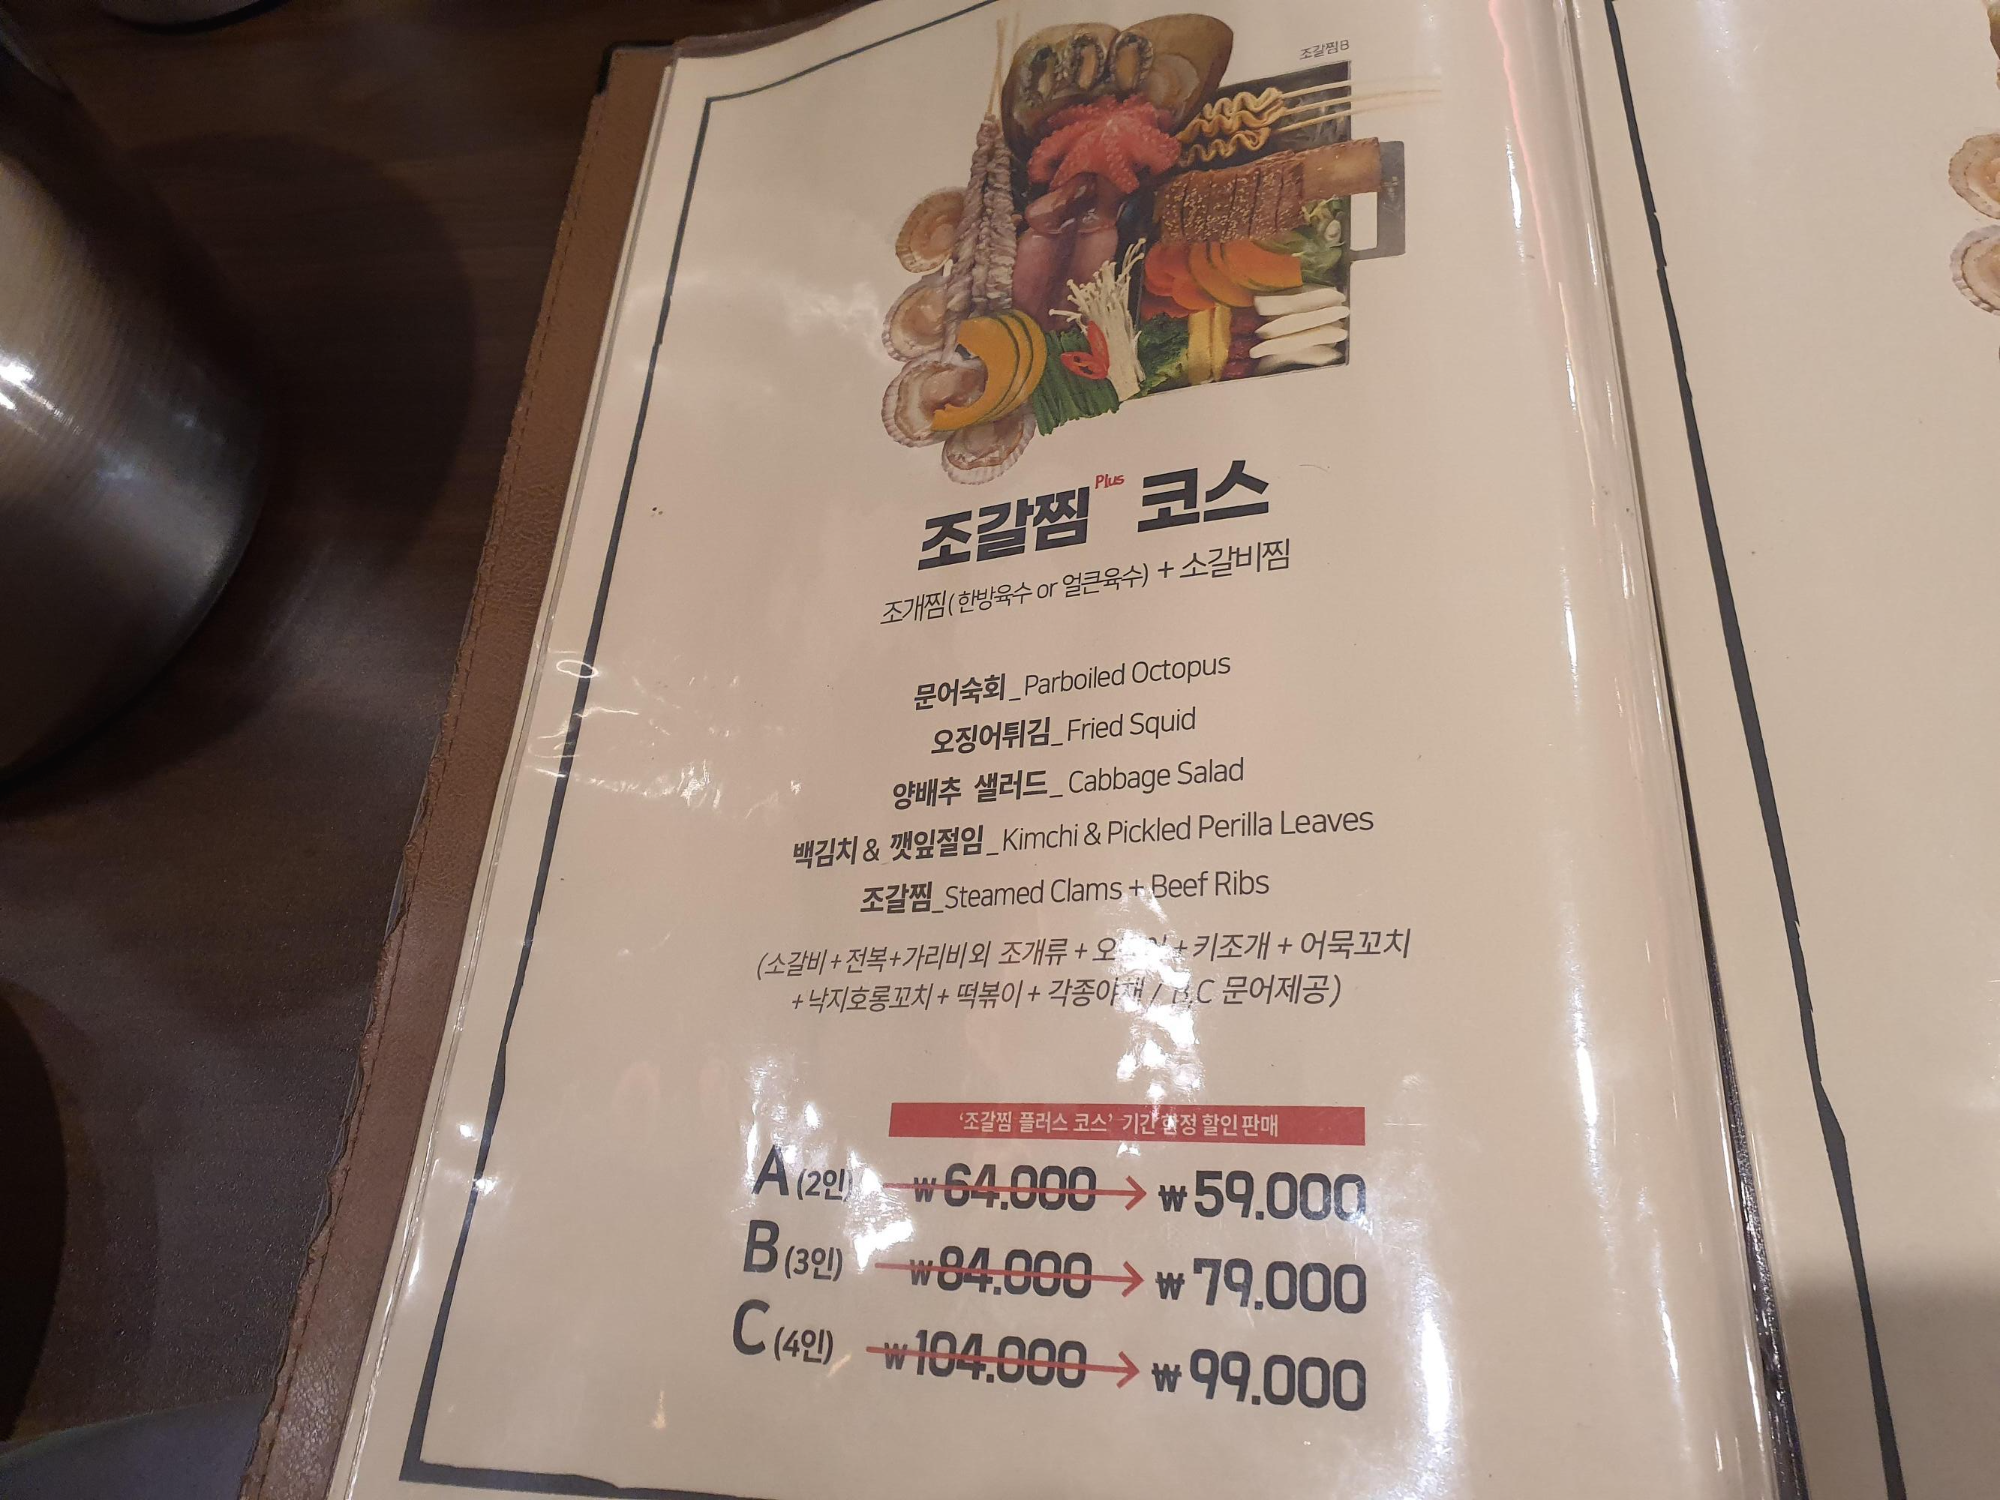 조갈찜B
조갈찜 Plus 코스
조개찜(한방육수 or 얼큰육수) + 소갈비찜
문어숙회_Parboiled Octopus
오징어튀김_Fried Squid
양배추 샐러드_Cabbage Salad
백김치 & 깻잎절임_Kimchi & Pickled Perilla Leaves
조갈찜_Steamed Clams + Beef Ribs
(소갈비+전복+가리비외 조개류 + + 키조개 + 어묵꼬치
+낙지호롱꼬치 + 떡볶이 + 각종야채 / B,C 문어제공)
'조갈찜 플러스 코스' 기간 한정 할인 판매
A (2인) ₩64.000 → ₩59.000
B (3인) ₩84.000 → ₩79.000
C (4인) ₩104.000 → ₩99.000